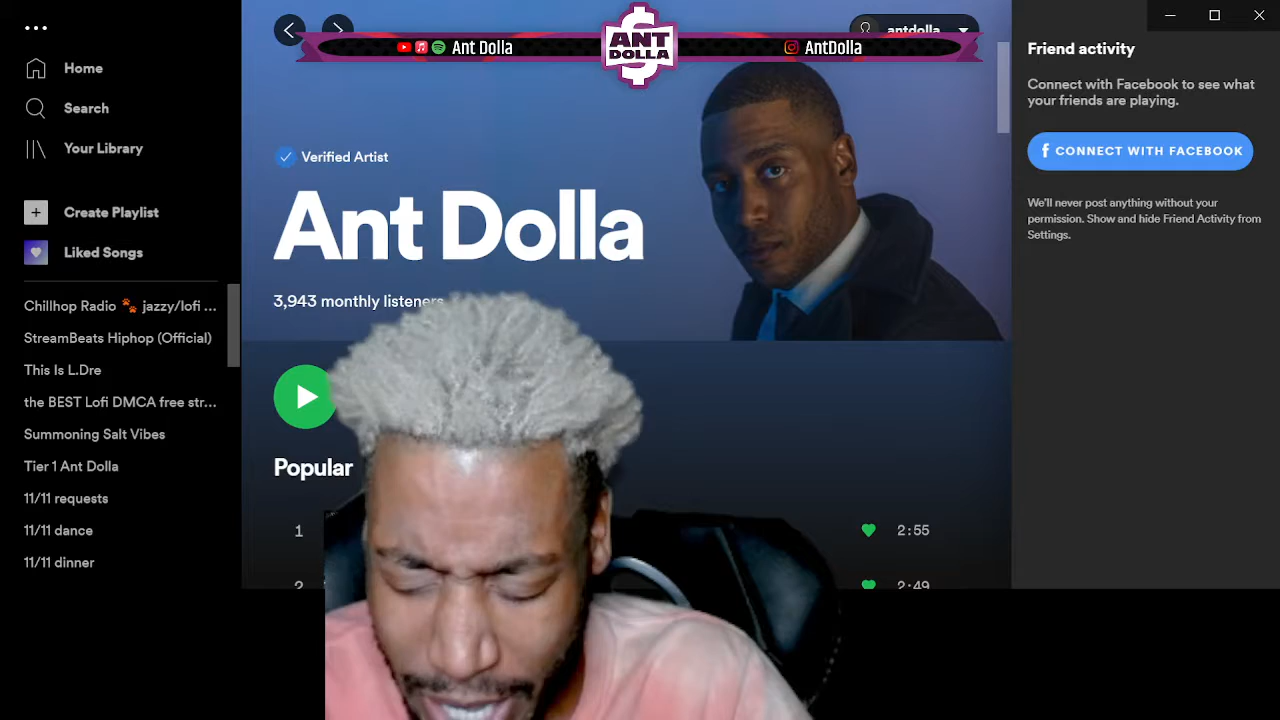 Home
Search
Your Library
Create Playlist
Liked Songs
Chillhop Radio 🐾 jazzy/lofi ...
StreamBeats Hiphop (Official)
This Is L.Dre
the BEST Lofi DMCA free str...
Summoning Salt Vibes
Tier 1 Ant Dolla
11/11 requests
11/11 dance
11/11 dinner
Ant Dolla
ANT
DOLLA
AntDolla
antdolla
Verified Artist
Ant Dolla
3,943 monthly listeners
Popular
1 2:55
2 2:49
Friend activity
Connect with Facebook to see what
your friends are playing.
f CONNECT WITH FACEBOOK
We'll never post anything without your
permission. Show and hide Friend Activity from
Settings.